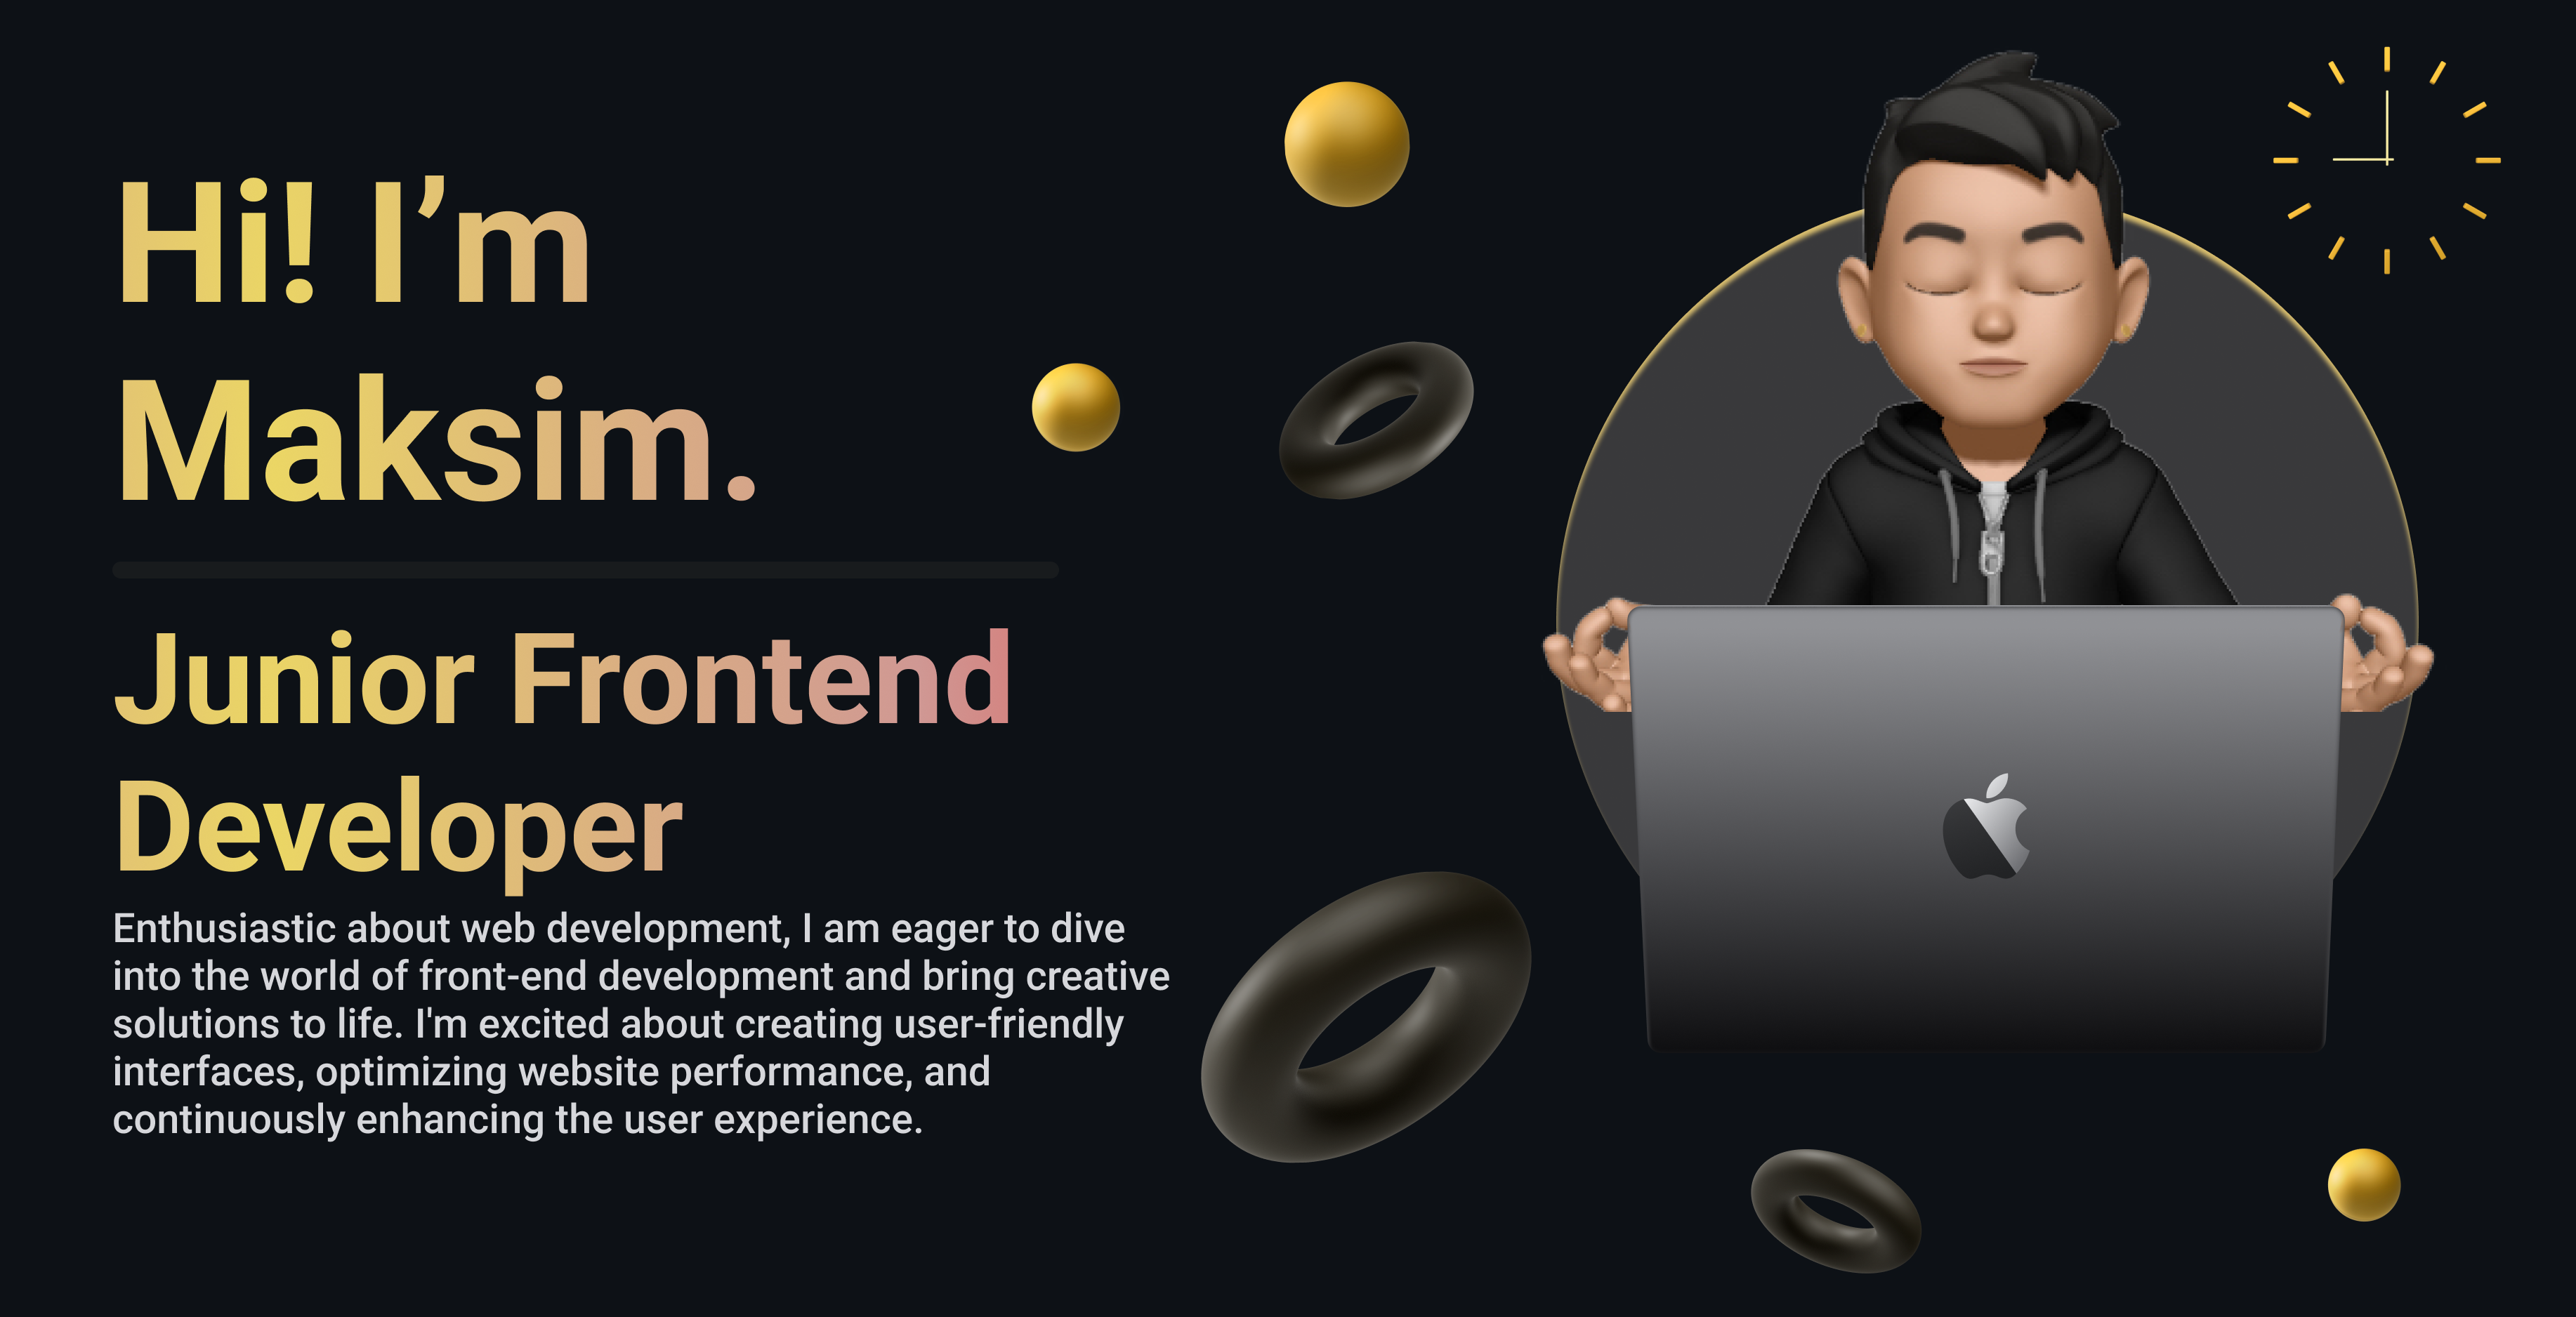 Hi! I’m
Maksim.
Junior Frontend
Developer
Enthusiastic about web development, I am eager to dive
into the world of front-end development and bring creative
solutions to life. I'm excited about creating user-friendly
interfaces, optimizing website performance, and
continuously enhancing the user experience.